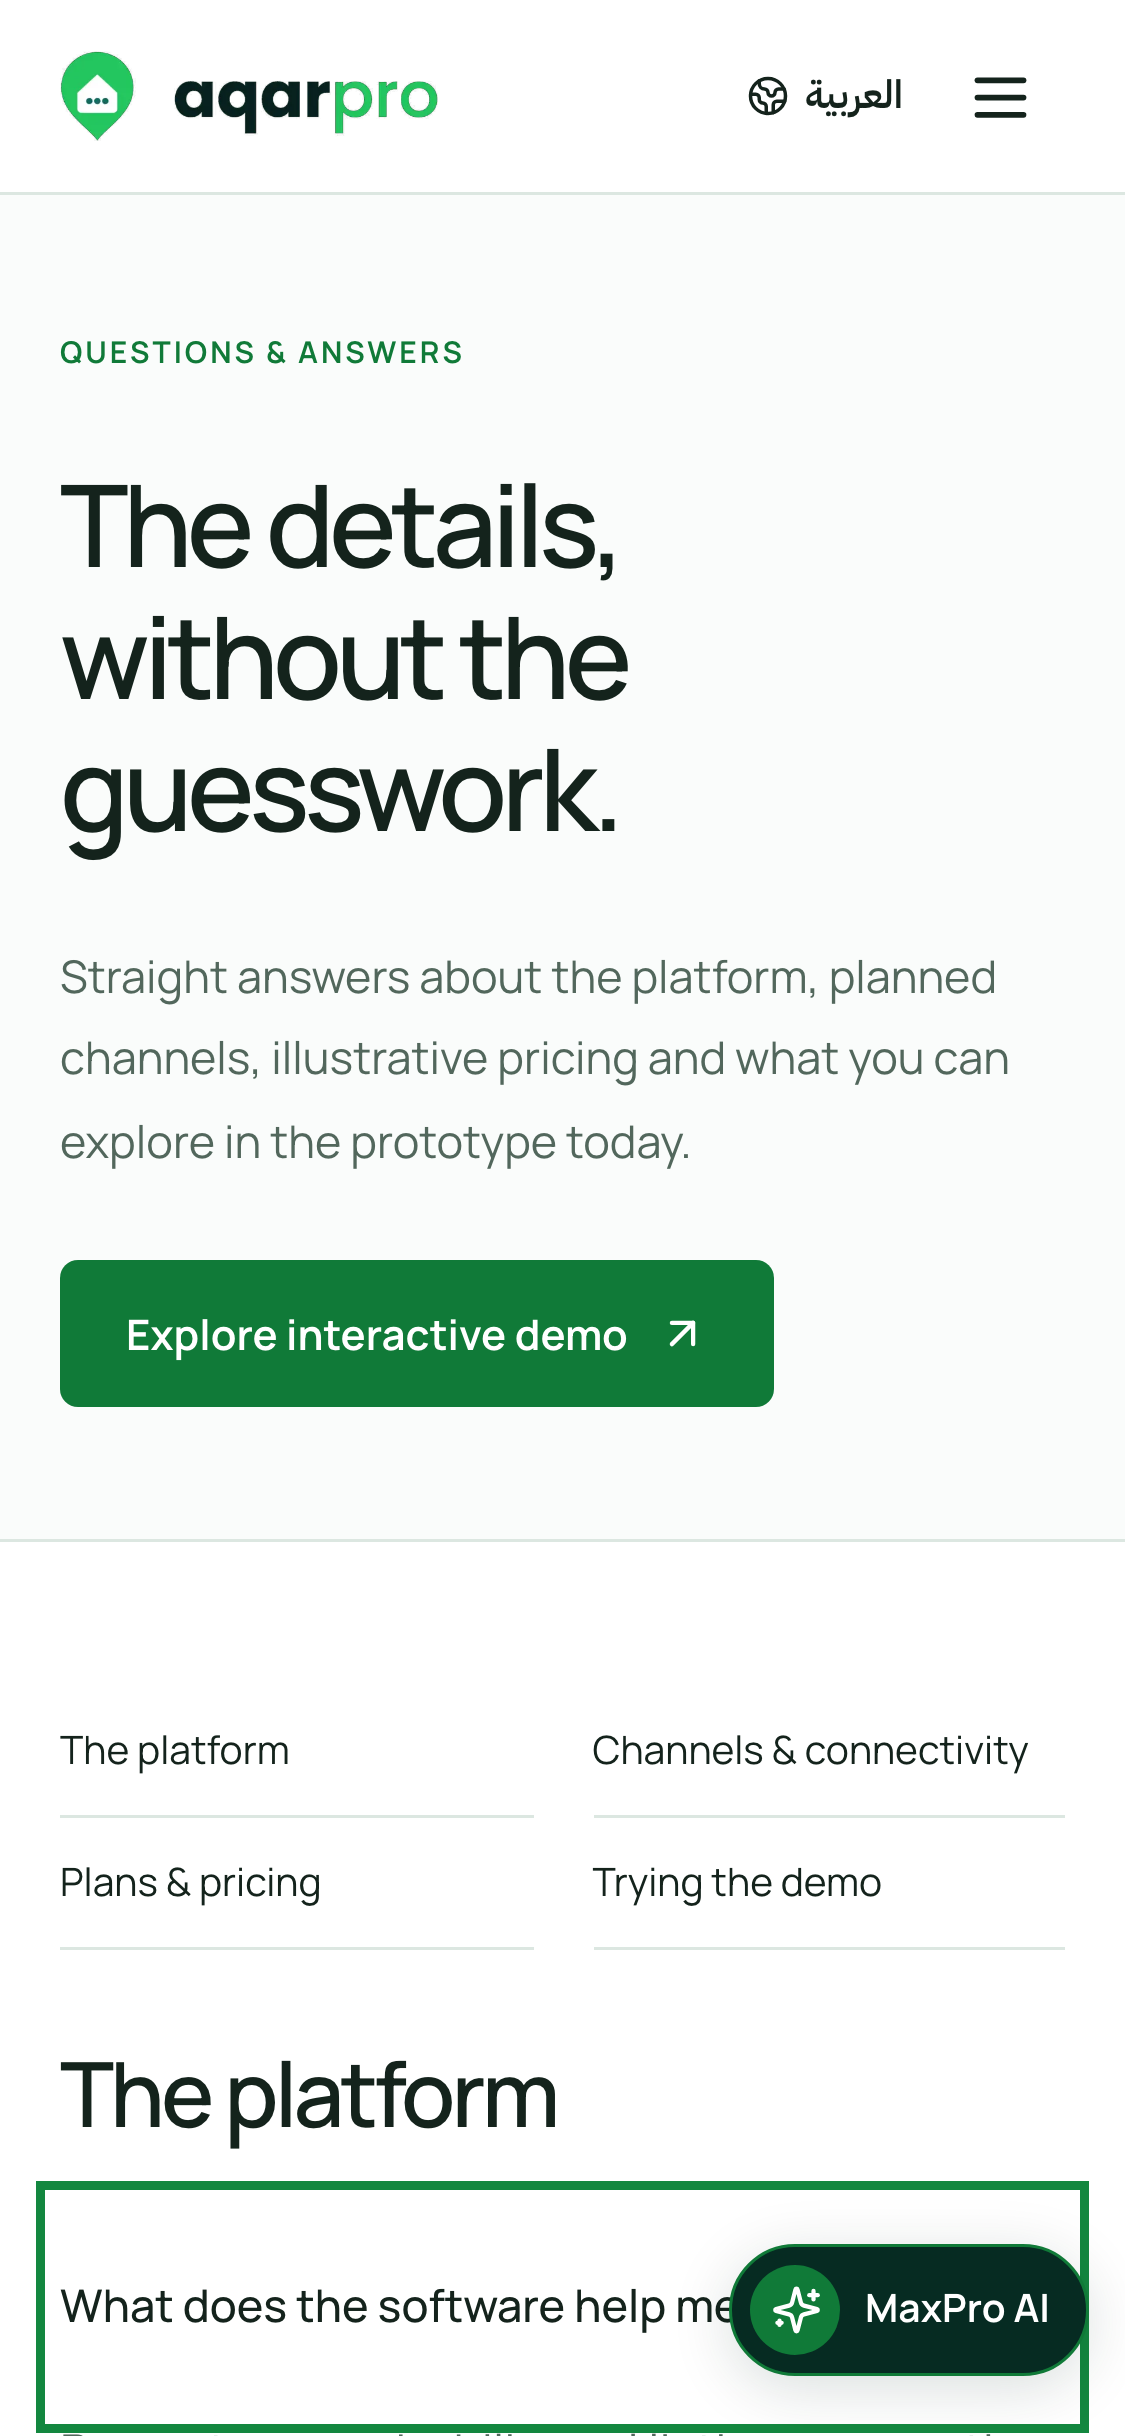 aqarpro
العربية
QUESTIONS & ANSWERS
The details,
without the
guesswork.
Straight answers about the platform, planned
channels, illustrative pricing and what you can
explore in the prototype today.
Explore interactive demo
The platform
Channels & connectivity
Plans & pricing
Trying the demo
The platform
What does the software help me
MaxPro AI